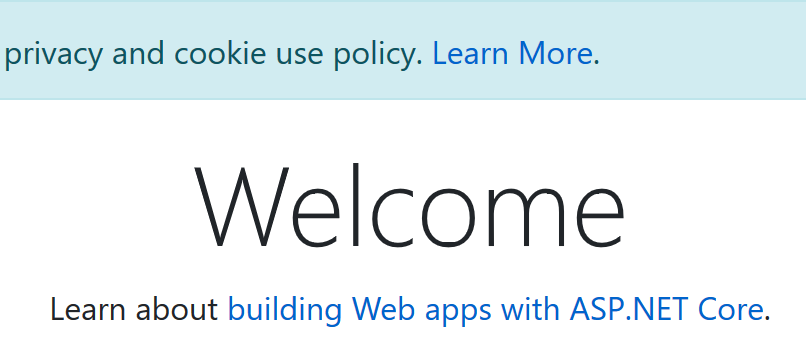 privacy and cookie use policy. Learn More.
Welcome
Learn about building Web apps with ASP.NET Core.